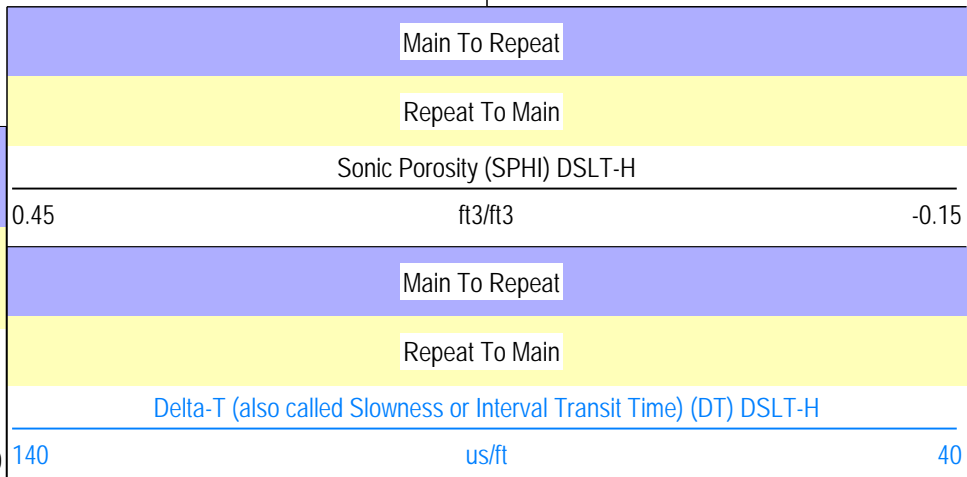 Main To Repeat
Repeat To Main
Sonic Porosity (SPHI) DSLT-H
0.45 ft3/ft3 -0.15
Main To Repeat
Repeat To Main
Delta-T (also called Slowness or Interval Transit Time) (DT) DSLT-H
140 us/ft 40